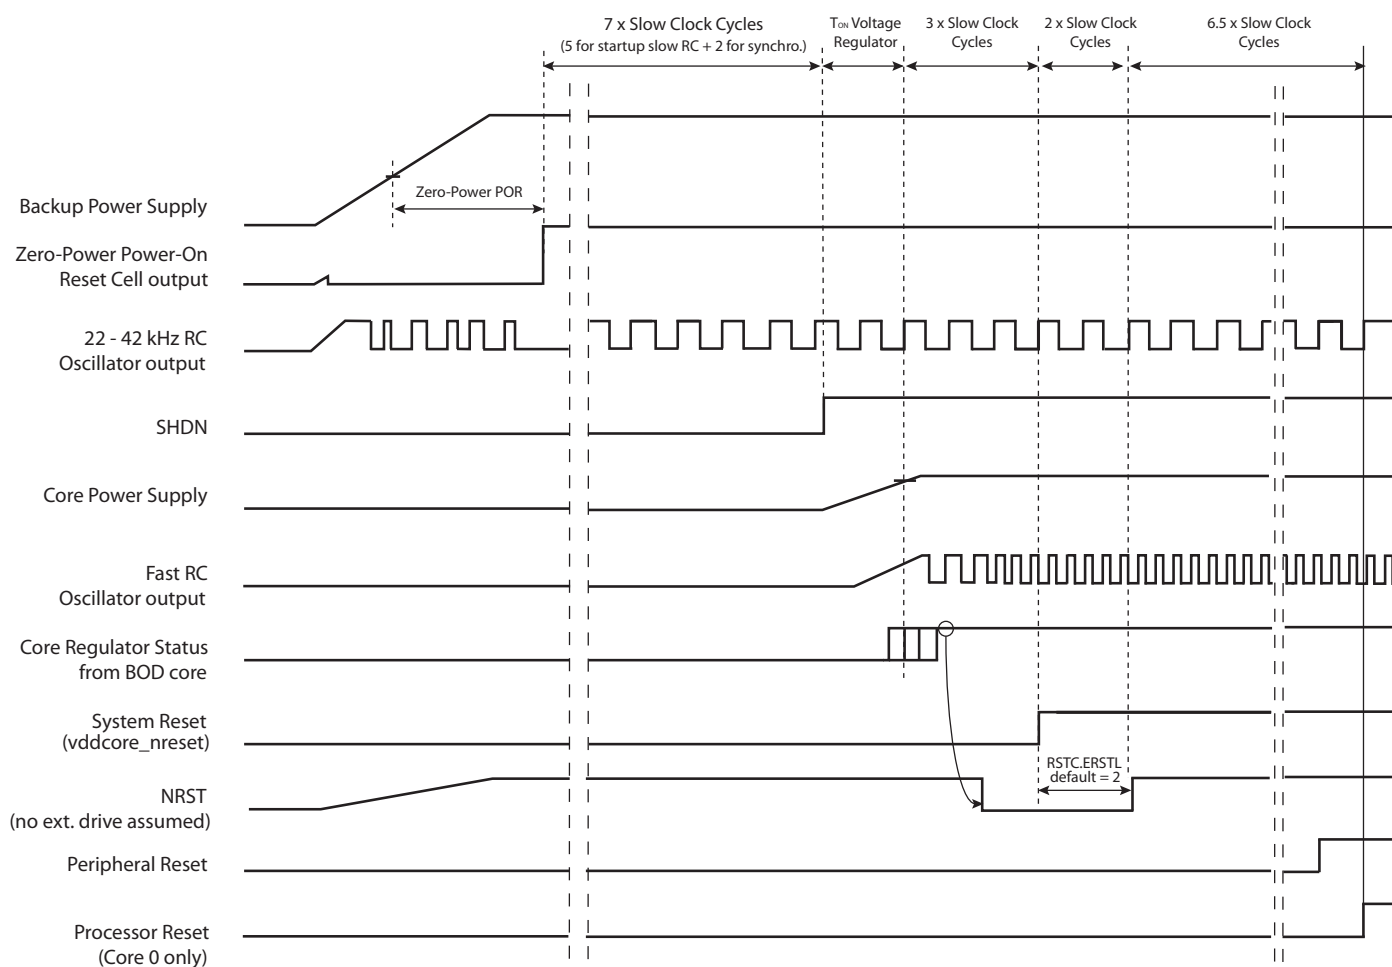 7 x Slow Clock Cycles
(5 for startup slow RC + 2 for synchro.)
TON Voltage
Regulator
3 x Slow Clock
Cycles
2 x Slow Clock
Cycles
6.5 x Slow Clock
Cycles
Zero-Power POR
Backup Power Supply
Zero-Power Power-On
Reset Cell output
22 - 42 kHz RC
Oscillator output
SHDN
Core Power Supply
Fast RC
Oscillator output
Core Regulator Status
from BOD core
System Reset
(vddcore_nreset)
RSTC.ERSTL
default = 2
NRST
(no ext. drive assumed)
Peripheral Reset
Processor Reset
(Core 0 only)